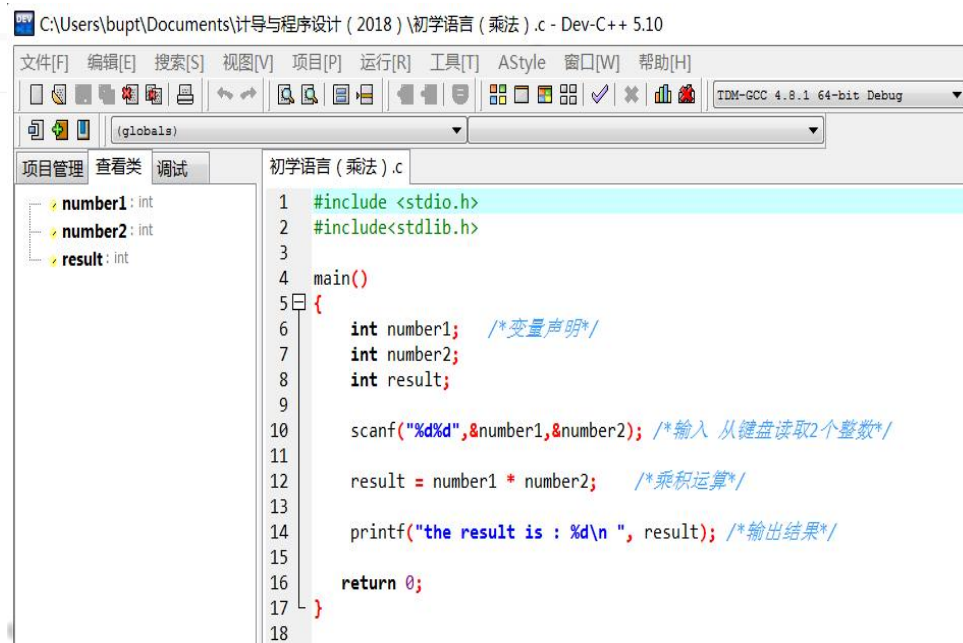 C:\Users\bupt\Documents\计导与程序设计（2018）\初学语言（乘法）.c - Dev-C++ 5.10
文件[F] 编辑[E] 搜索[S] 视图[V] 项目[P] 运行[R] 工具[T] AStyle 窗口[W] 帮助[H]
TDM-GCC 4.8.1 64-bit Debug
(globals)
项目管理 查看类 调试
初学语言（乘法）.c
number1 : int
number2 : int
result : int
1 #include <stdio.h>
2 #include<stdlib.h>
3
4 main()
5 {
6 int number1; /*变量声明*/
7 int number2;
8 int result;
9
10 scanf("%d%d",&number1,&number2); /*输入 从键盘读取2个整数*/
11
12 result = number1 * number2; /*乘积运算*/
13
14 printf("the result is : %d\n ", result); /*输出结果*/
15
16 return 0;
17 }
18